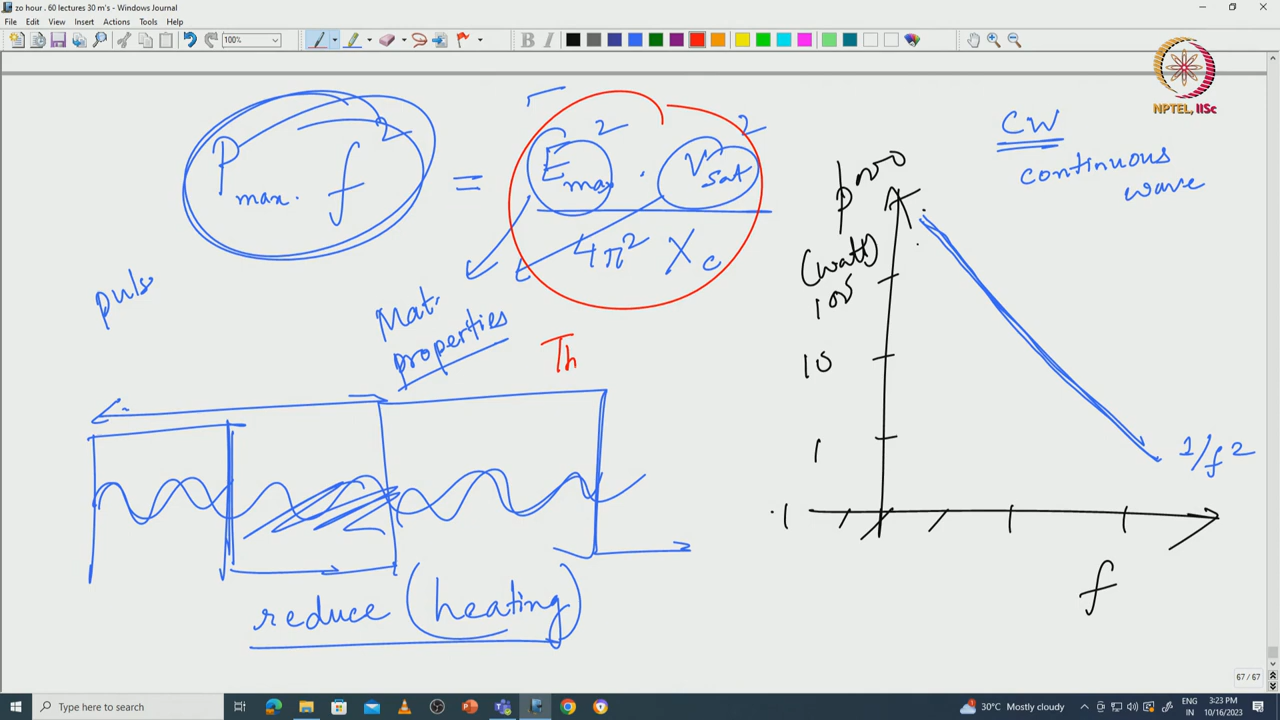 zo hour . 60 lectures 30 m's - Windows Journal
File Edit View Insert Actions Tools Help
100%
B I
NPTEL, IISc
P max. f² = Emax² . Vsat² / 4π² Xc
CW
continuous
wave
(watt)
100
10
1
.1
f
1/f²
puls
Mat.
properties
Th
reduce (heating)
67 / 67
Type here to search
30°C Mostly cloudy
ENG
IN
3:23 PM
10/16/2023